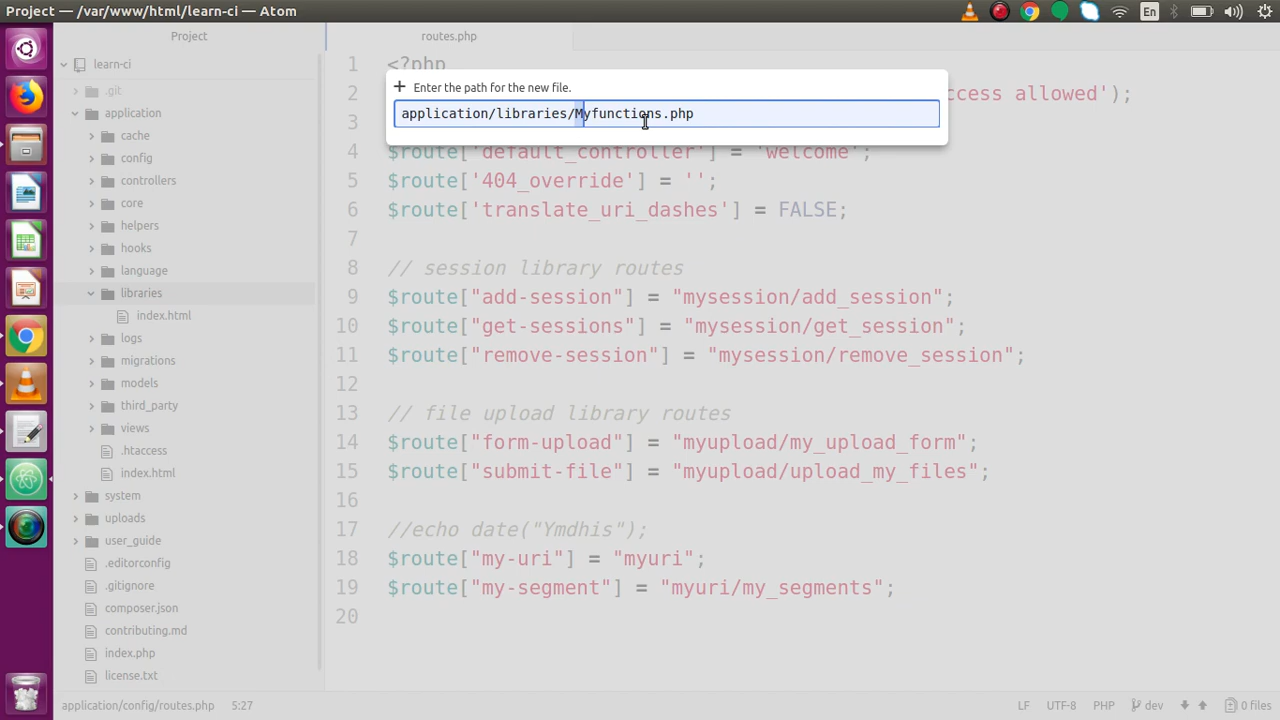 Project — /var/www/html/learn-ci — Atom
En
Project
routes.php
learn-ci
.git
application
cache
config
controllers
core
helpers
hooks
language
libraries
index.html
logs
migrations
models
third_party
views
.htaccess
index.html
system
uploads
user_guide
.editorconfig
.gitignore
composer.json
contributing.md
index.php
license.txt
Enter the path for the new file.
application/libraries/Myfunctions.php
1 <?php
2 cess allowed');
3
4 $route['default_controller'] = 'welcome';
5 $route['404_override'] = '';
6 $route['translate_uri_dashes'] = FALSE;
7
8 // session library routes
9 $route["add-session"] = "mysession/add_session";
10 $route["get-sessions"] = "mysession/get_session";
11 $route["remove-session"] = "mysession/remove_session";
12
13 // file upload library routes
14 $route["form-upload"] = "myupload/my_upload_form";
15 $route["submit-file"] = "myupload/upload_my_files";
16
17 //echo date("Ymdhis");
18 $route["my-uri"] = "myuri";
19 $route["my-segment"] = "myuri/my_segments";
20
application/config/routes.php 5:27 LF UTF-8 PHP dev 0 files